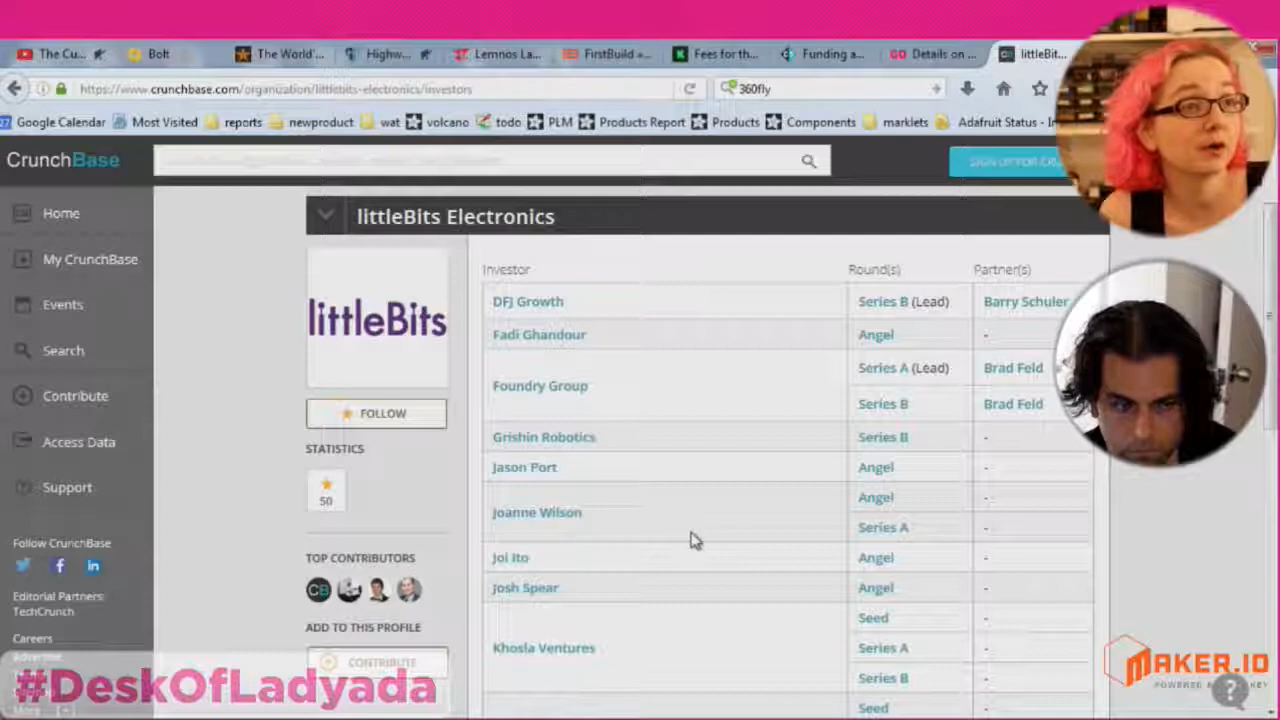 The Cu...
Bolt
The World'...
Highw...
Lemnos La...
FirstBuild «...
Fees for th...
Funding a...
GO Details on ...
littleBit...
https://www.crunchbase.com/organization/littlebits-electronics/investors
360fly
27 Google Calendar
Most Visited
reports
newproduct
wat
volcano
todo
PLM
Products Report
Products
Components
marklets
Adafruit Status - In
CrunchBase
Home
My CrunchBase
Events
Search
Contribute
Access Data
Support
Follow CrunchBase
Editorial Partners:
TechCrunch
Careers
littleBits Electronics
littleBits
FOLLOW
STATISTICS
50
TOP CONTRIBUTORS
CB
ADD TO THIS PROFILE
CONTRIBUTE
Investor Round(s) Partner(s)
DFJ Growth Series B (Lead) Barry Schuler
Fadi Ghandour Angel -
Foundry Group Series A (Lead) Brad Feld
Series B Brad Feld
Grishin Robotics Series B -
Jason Port Angel -
Joanne Wilson Angel -
Series A -
Joi Ito Angel -
Josh Spear Angel -
Khosla Ventures Seed -
Series A -
Series B -
Seed
#DeskOfLadyada
MAKER.IO
?